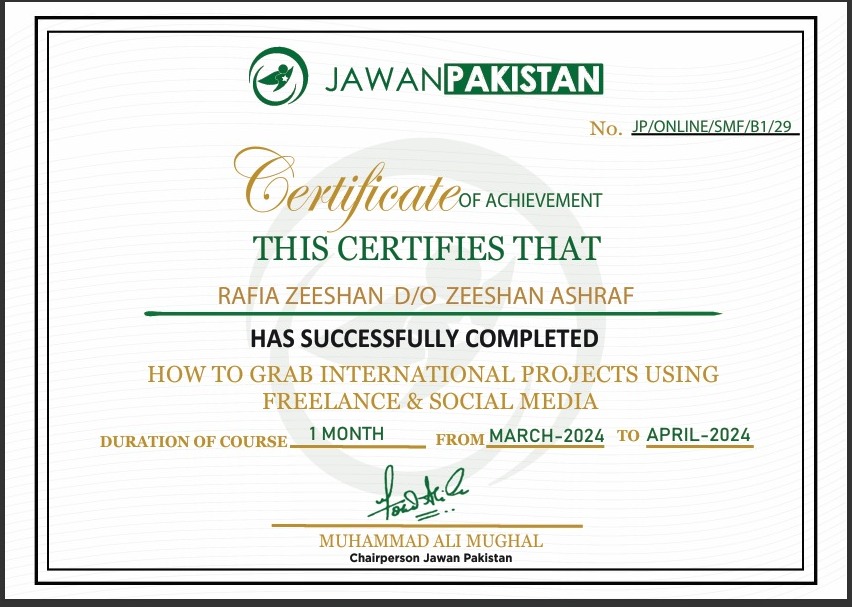 JAWANPAKISTAN
No. JP/ONLINE/SMF/B1/29
Certificate OF ACHIEVEMENT
THIS CERTIFIES THAT
RAFIA ZEESHAN D/O ZEESHAN ASHRAF
HAS SUCCESSFULLY COMPLETED
HOW TO GRAB INTERNATIONAL PROJECTS USING
FREELANCE & SOCIAL MEDIA
DURATION OF COURSE 1 MONTH FROM MARCH-2024 TO APRIL-2024
MUHAMMAD ALI MUGHAL
Chairperson Jawan Pakistan